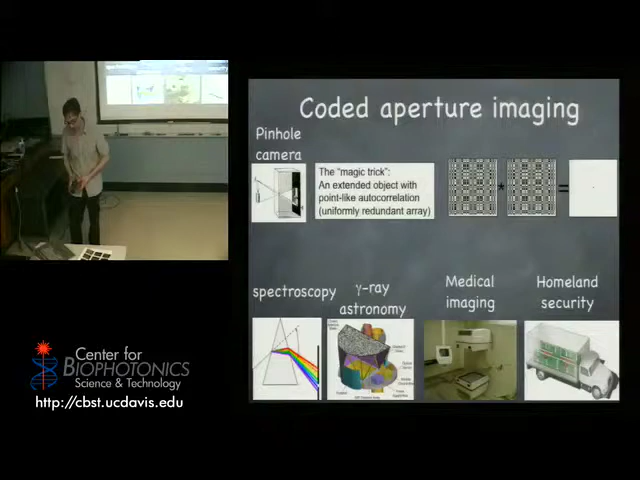 Coded aperture imaging
Pinhole
camera
The "magic trick":
An extended object with
point-like autocorrelation
(uniformly redundant array)
*
=
spectroscopy
γ-ray
astronomy
Medical
imaging
Homeland
security
Center for
BIOPHOTONICS
Science & Technology
http://cbst.ucdavis.edu